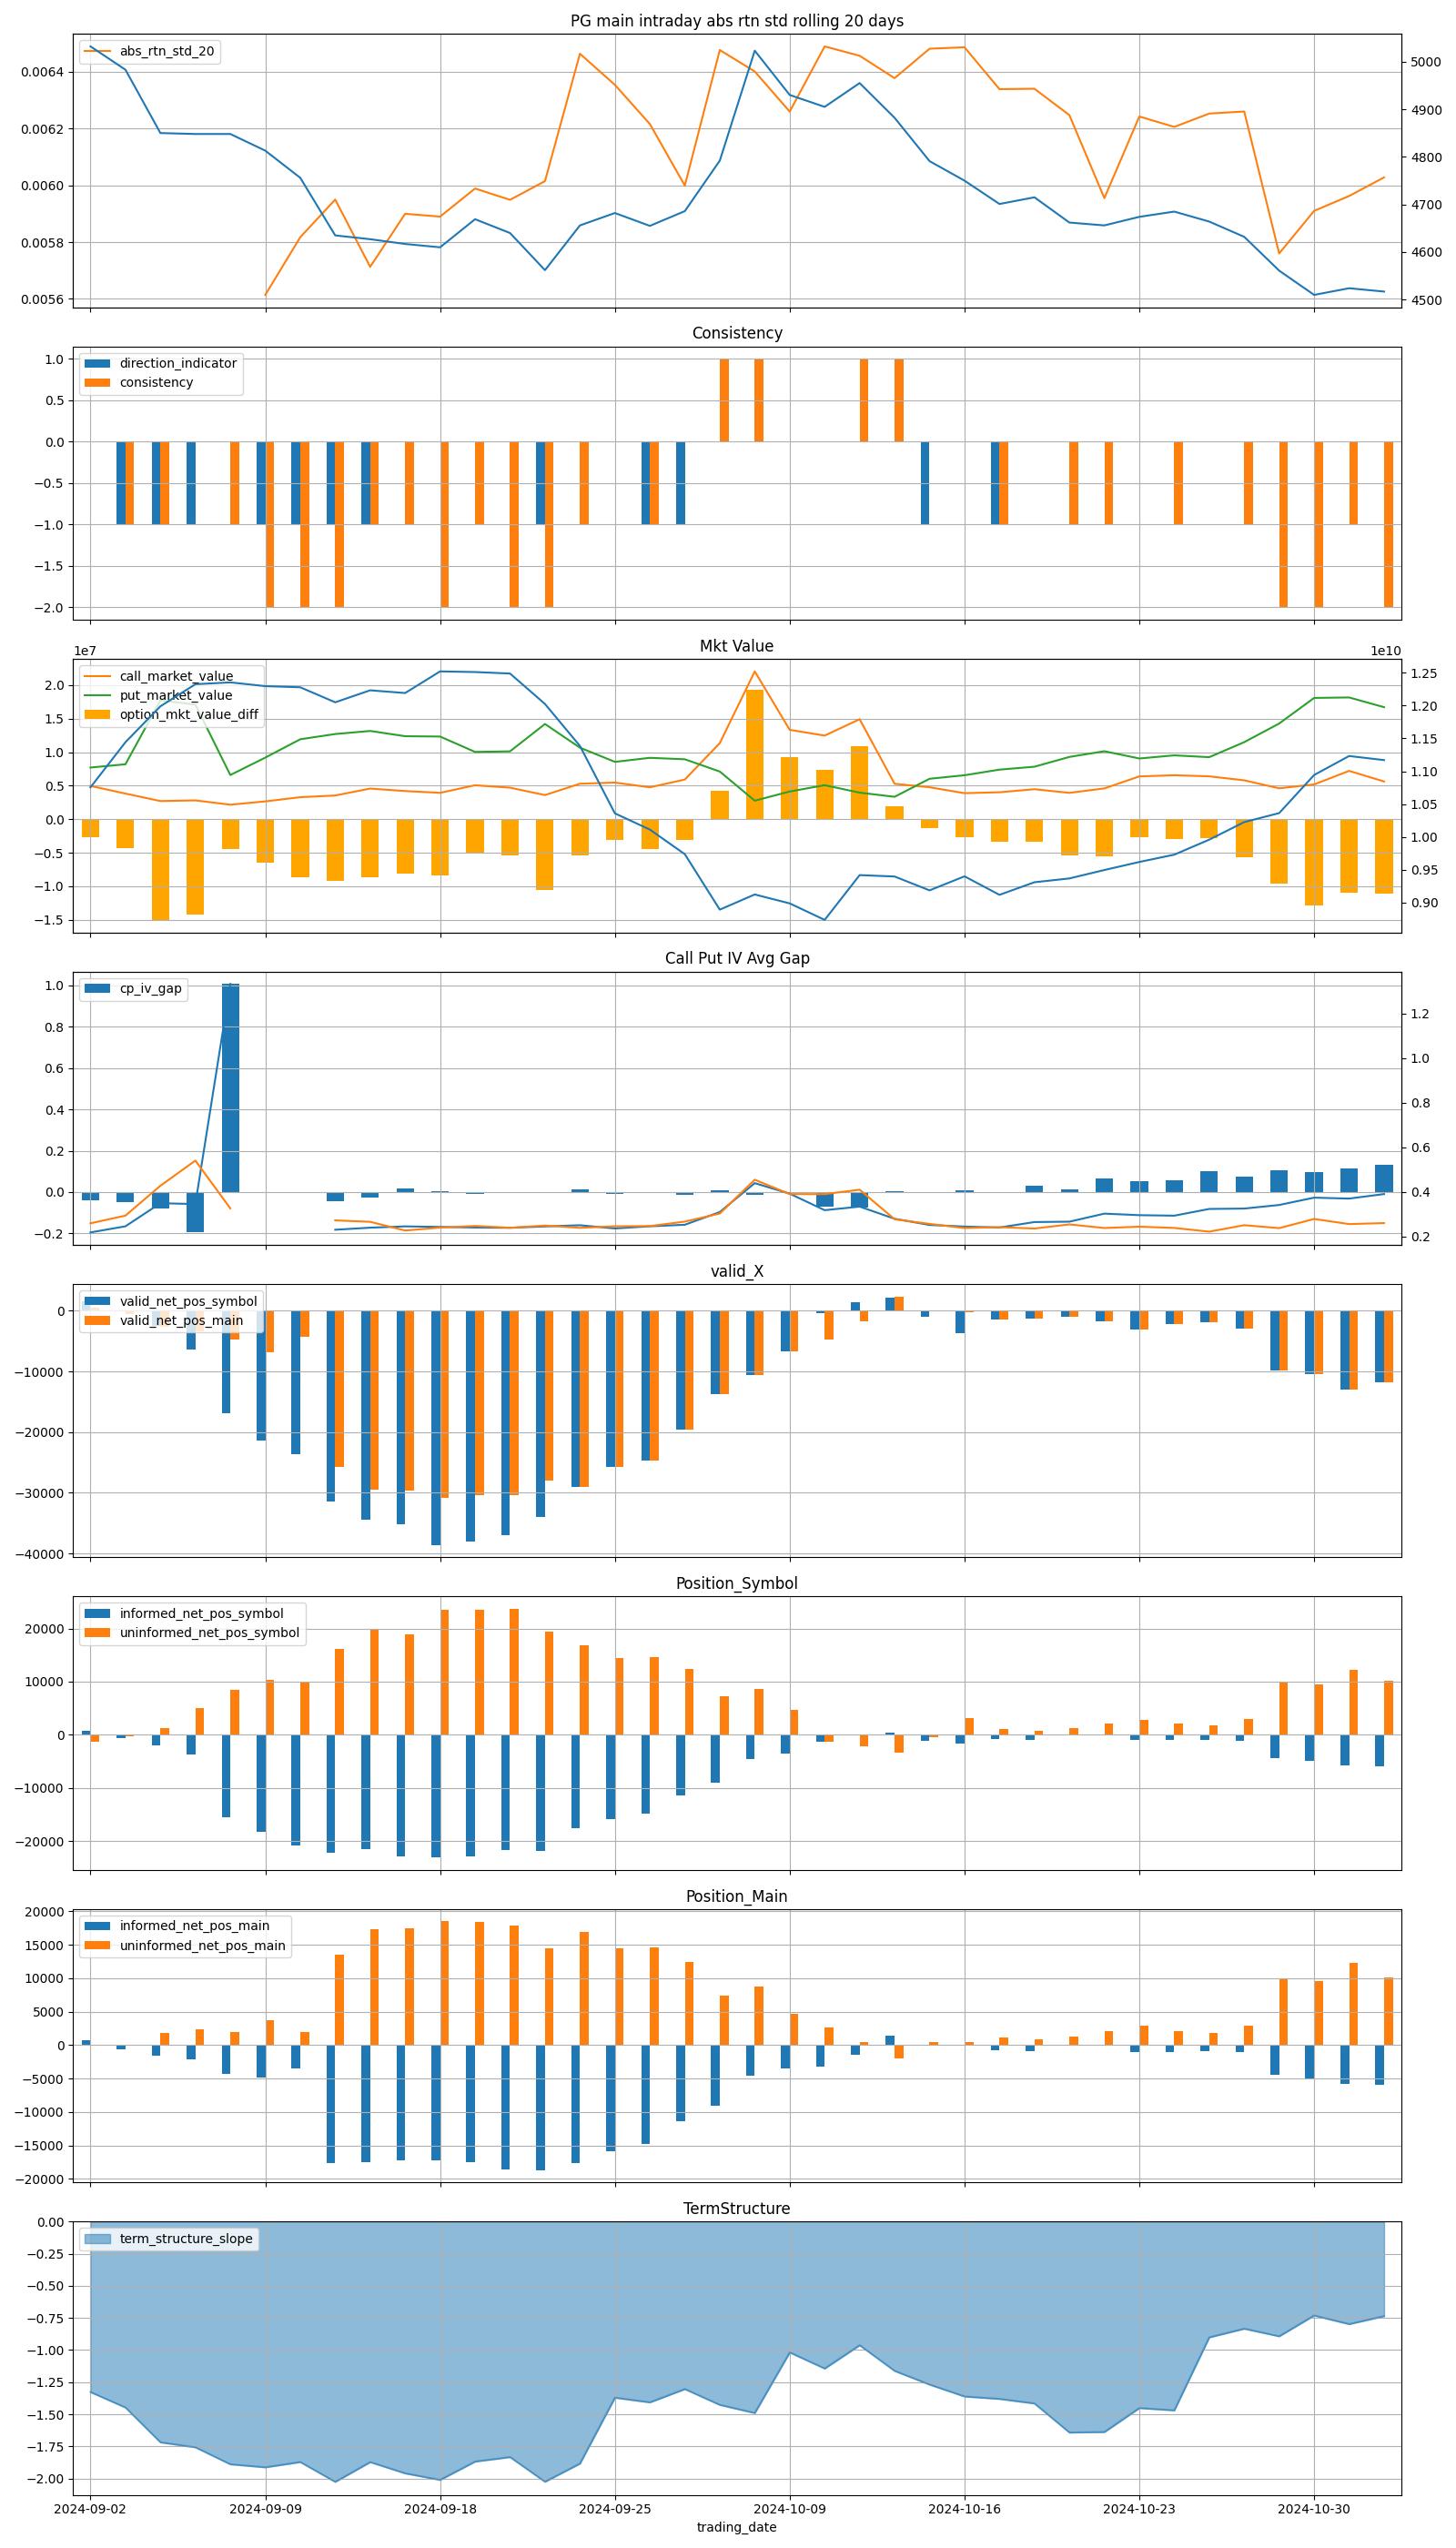 PG main intraday abs rtn std rolling 20 days
abs_rtn_std_20
0.0064
0.0062
0.0060
0.0058
0.0056
5000
4900
4800
4700
4600
4500
Consistency
direction_indicator
consistency
1.0
0.5
0.0
−0.5
−1.0
−1.5
−2.0
Mkt Value
1e7
1e10
call_market_value
put_market_value
option_mkt_value_diff
2.0
1.5
1.0
0.5
0.0
−0.5
−1.0
−1.5
1.25
1.20
1.15
1.10
1.05
1.00
0.95
0.90
Call Put IV Avg Gap
cp_iv_gap
1.0
0.8
0.6
0.4
0.2
0.0
−0.2
1.2
1.0
0.8
0.6
0.4
0.2
valid_X
valid_net_pos_symbol
valid_net_pos_main
0
−10000
−20000
−30000
−40000
Position_Symbol
informed_net_pos_symbol
uninformed_net_pos_symbol
20000
10000
0
−10000
−20000
Position_Main
informed_net_pos_main
uninformed_net_pos_main
20000
15000
10000
5000
0
−5000
−10000
−15000
−20000
TermStructure
term_structure_slope
0.00
−0.25
−0.50
−0.75
−1.00
−1.25
−1.50
−1.75
−2.00
2024-09-02 2024-09-09 2024-09-18 2024-09-25 2024-10-09 2024-10-16 2024-10-23 2024-10-30
trading_date